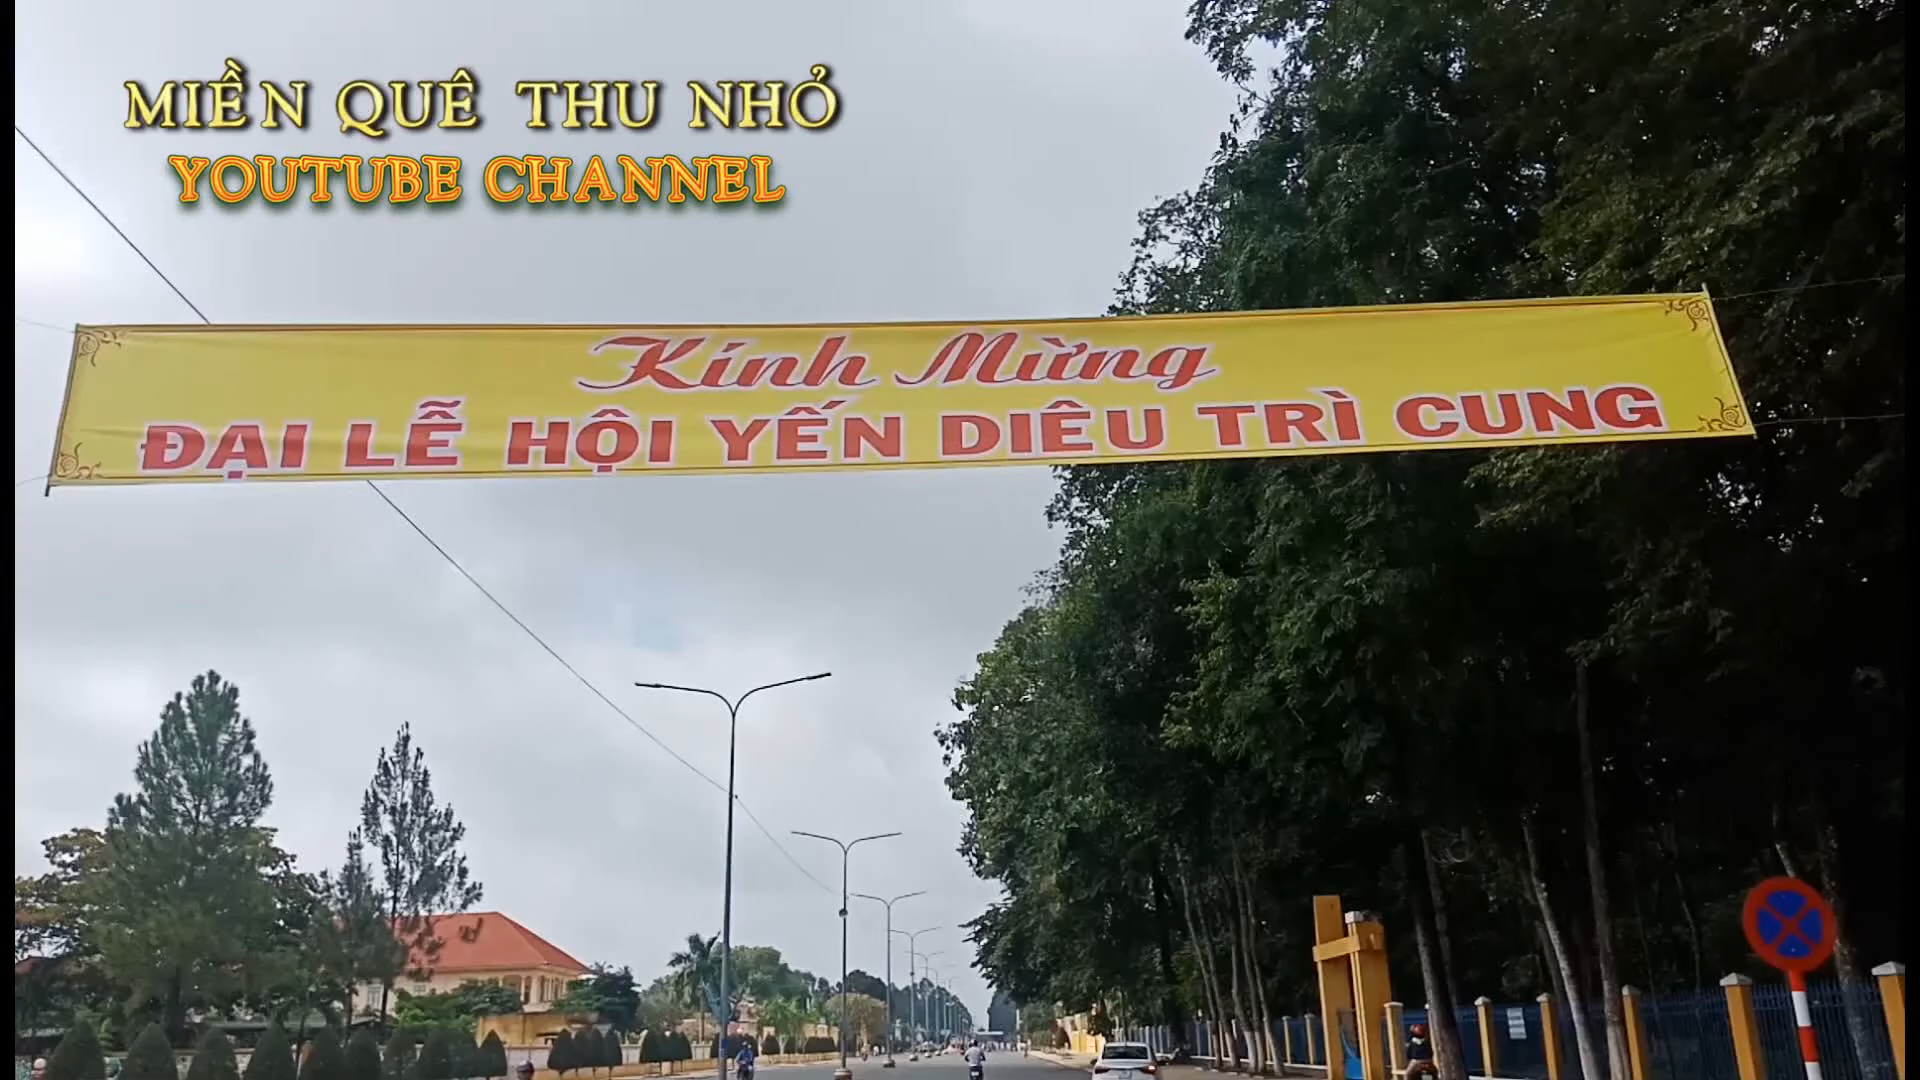 MIỀN QUÊ THU NHỎ
YOUTUBE CHANNEL
Kính Mừng
ĐẠI LỄ HỘI YẾN DIÊU TRÌ CUNG